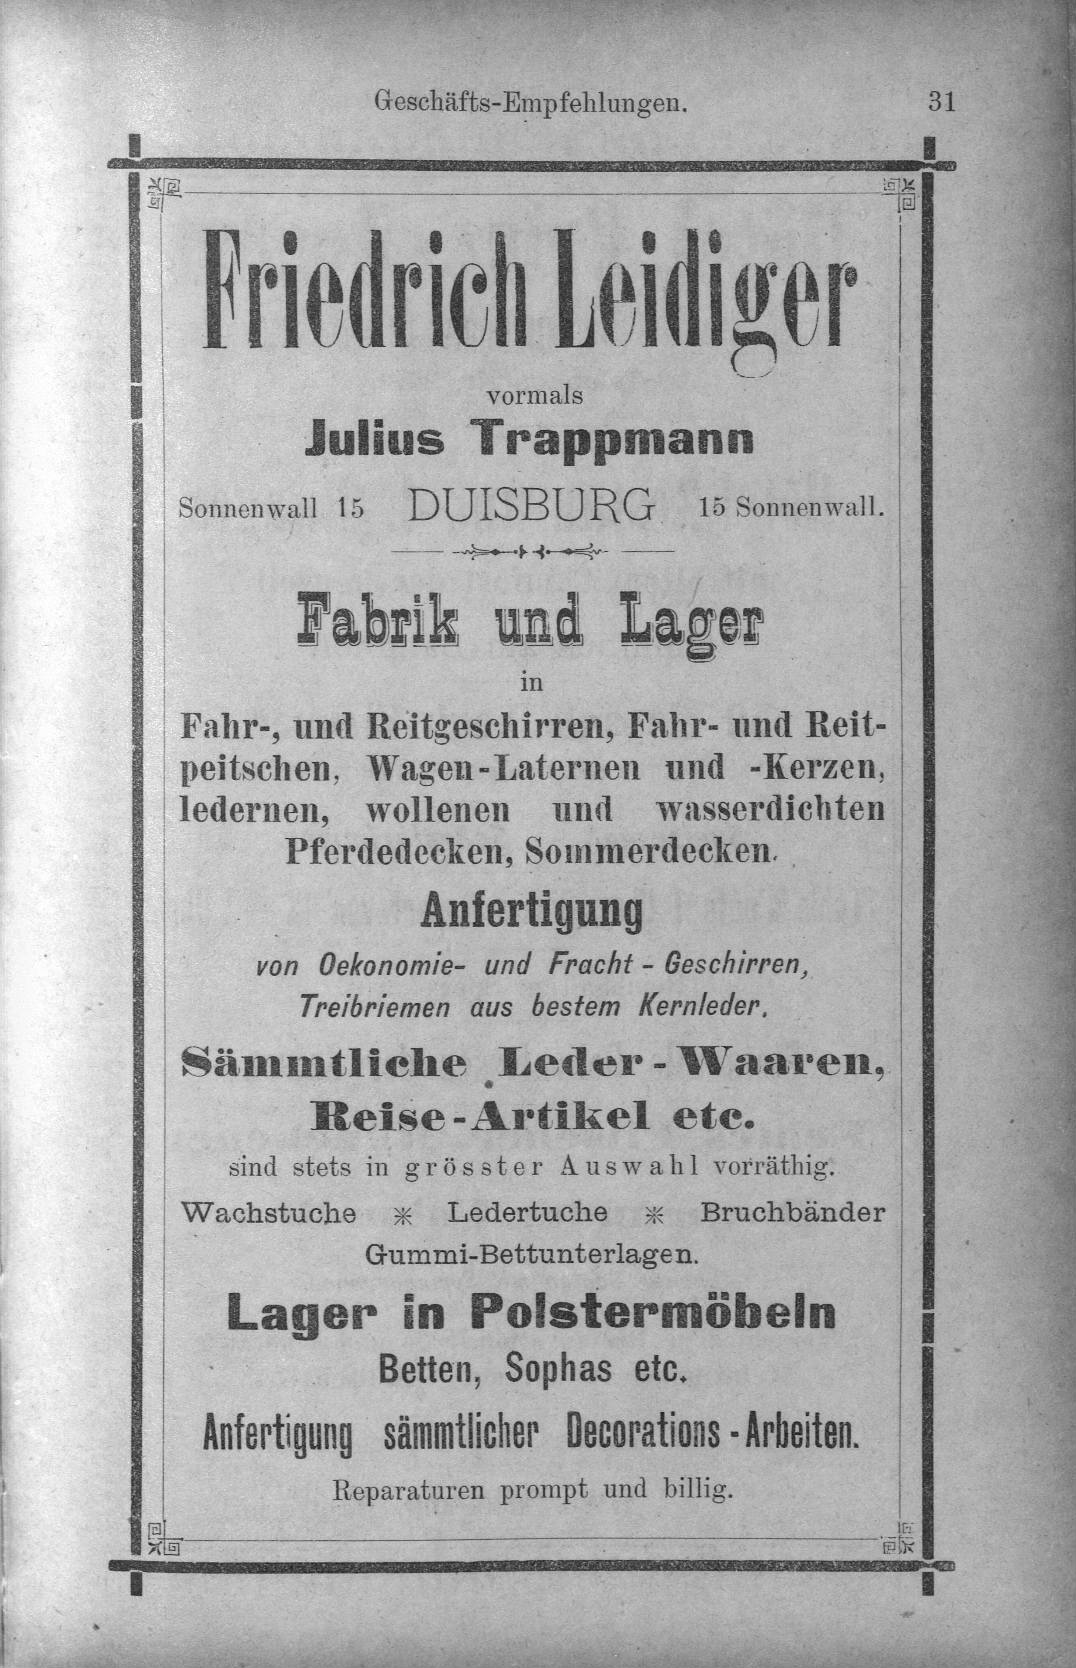 Geschäfts-Empfehlungen. 31
Friedrich Leidiger
vormals
Julius Trappmann
Sonnenwall 15 DUISBURG 15 Sonnenwall.
Fabrik und Lager
in
Fahr-, und Reitgeschirren, Fahr- und Reit-
peitschen, Wagen-Laternen und -Kerzen,
ledernen, wollenen und wasserdichten
Pferdedecken, Sommerdecken.
Anfertigung
von Oekonomie- und Fracht-Geschirren,
Treibriemen aus bestem Kernleder.
Sämmtliche Leder-Waaren,
Reise-Artikel etc.
sind stets in grösster Auswahl vorräthig.
Wachstuche * Ledertuche * Bruchbänder
Gummi-Bettunterlagen.
Lager in Polstermöbeln
Betten, Sophas etc.
Anfertigung sämmtlicher Decorations-Arbeiten.
Reparaturen prompt und billig.